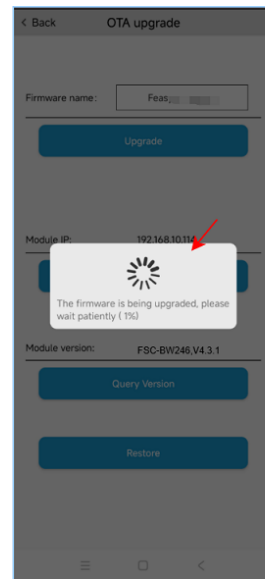 < Back OTA upgrade
Firmware name: Feas
Upgrade
Module IP: 192.168.10.114
The firmware is being upgraded, please
wait patiently ( 1%)
Module version: FSC-BW246,V4.3.1
Query Version
Restore